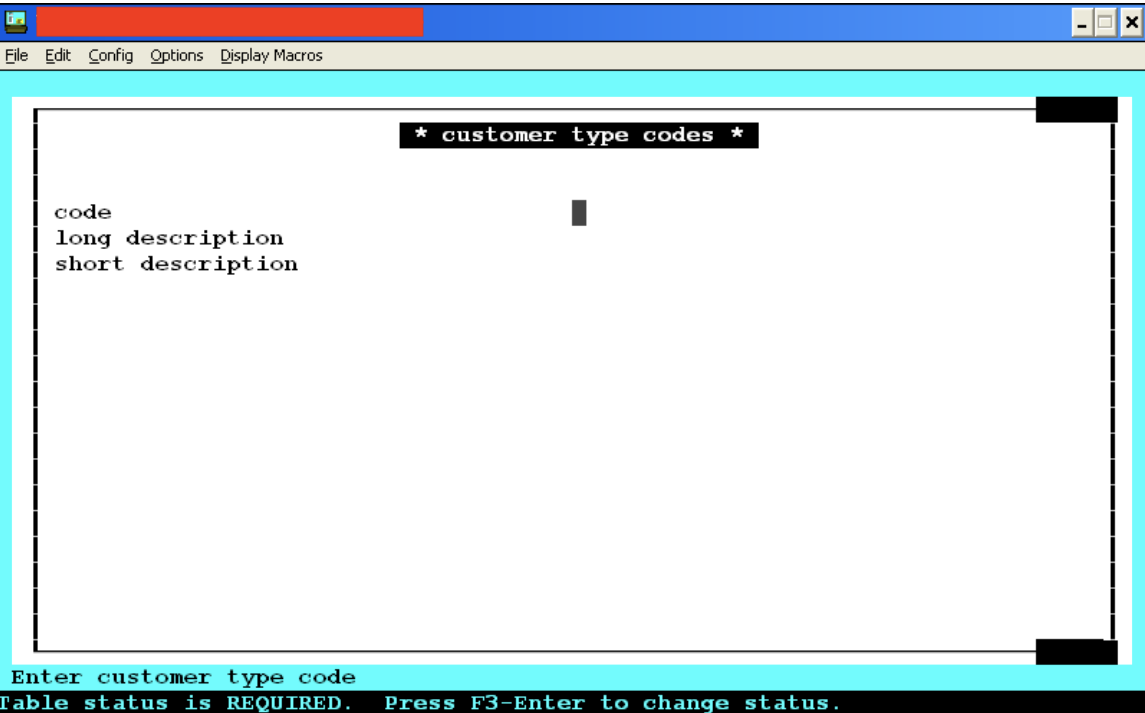 File Edit Config Options Display Macros
* customer type codes *
code
long description
short description
Enter customer type code
Table status is REQUIRED. Press F3-Enter to change status.